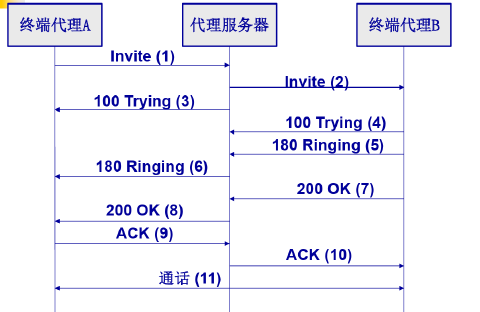 终端代理A 代理服务器 终端代理B
Invite (1)
Invite (2)
100 Trying (3)
100 Trying (4)
180 Ringing (5)
180 Ringing (6)
200 OK (7)
200 OK (8)
ACK (9)
ACK (10)
通话 (11)